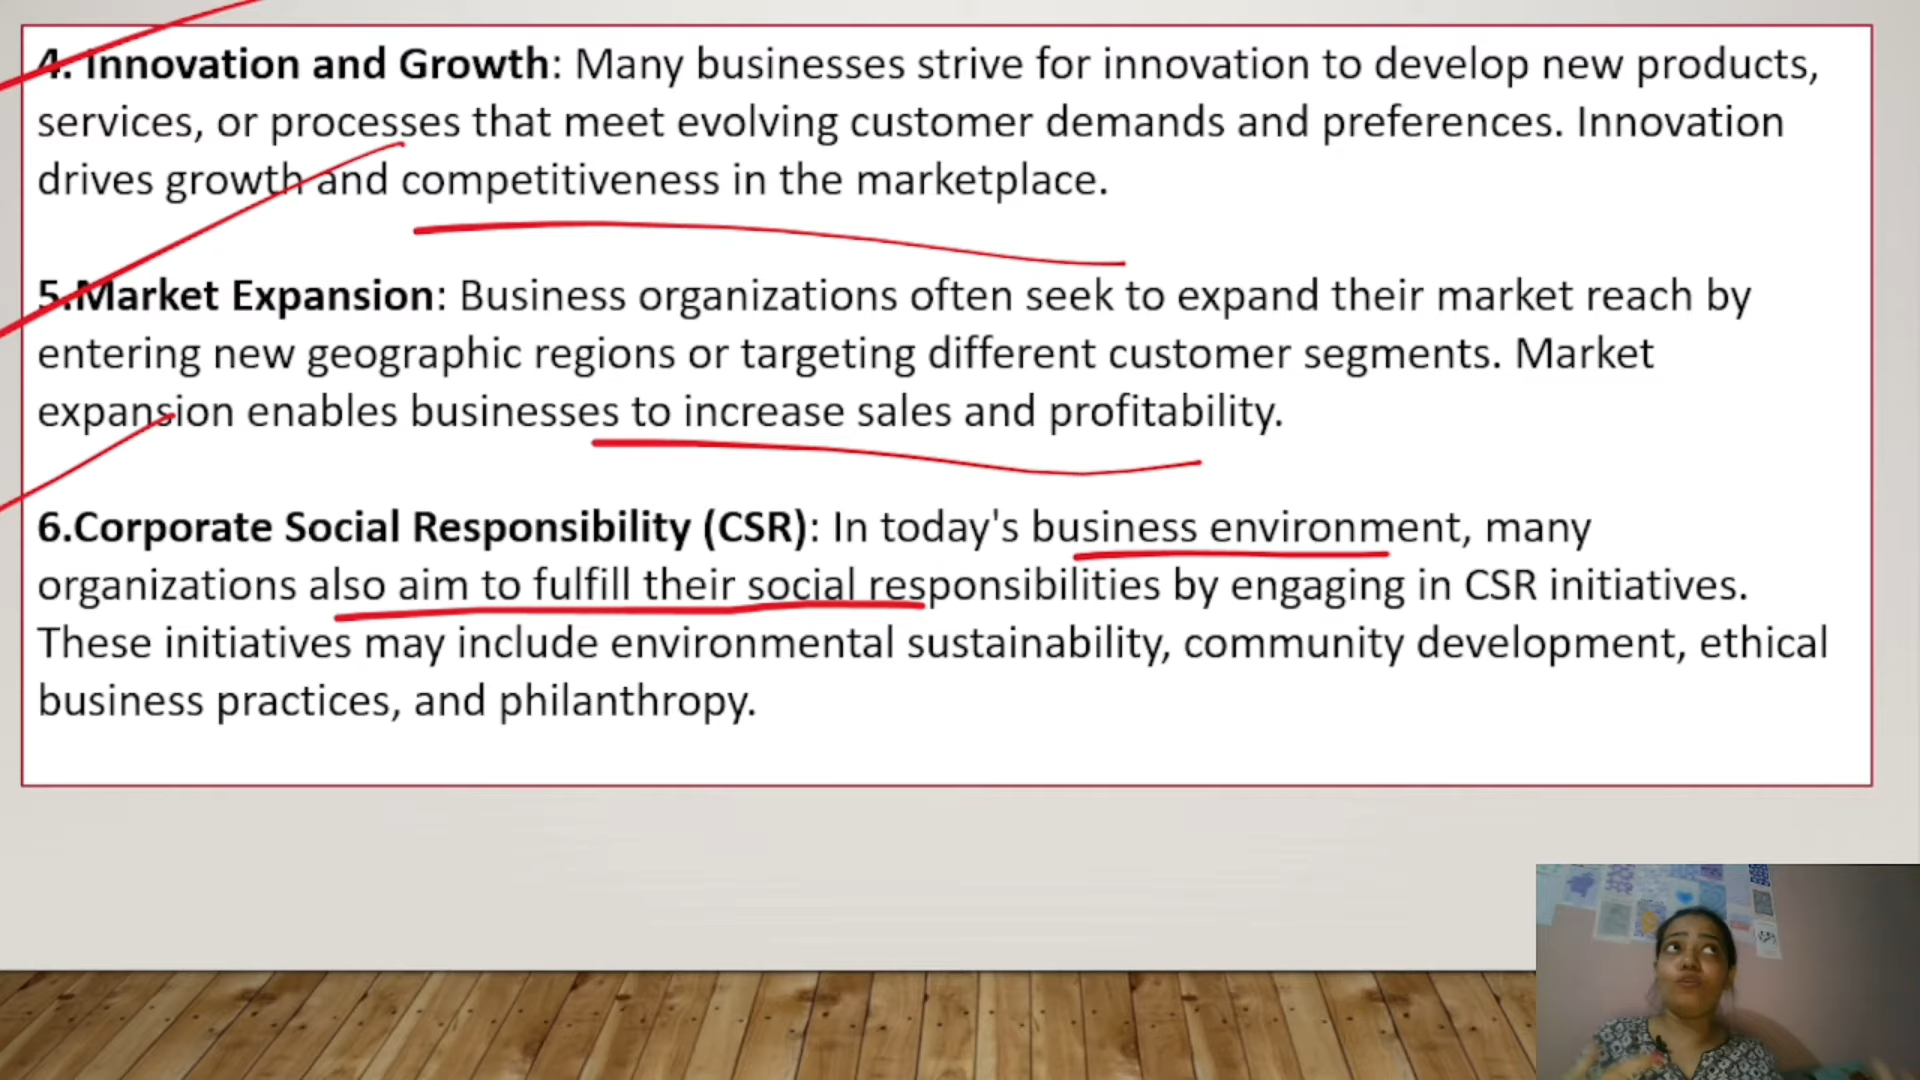 4. Innovation and Growth: Many businesses strive for innovation to develop new products,
services, or processes that meet evolving customer demands and preferences. Innovation
drives growth and competitiveness in the marketplace.
5.Market Expansion: Business organizations often seek to expand their market reach by
entering new geographic regions or targeting different customer segments. Market
expansion enables businesses to increase sales and profitability.
6.Corporate Social Responsibility (CSR): In today's business environment, many
organizations also aim to fulfill their social responsibilities by engaging in CSR initiatives.
These initiatives may include environmental sustainability, community development, ethical
business practices, and philanthropy.